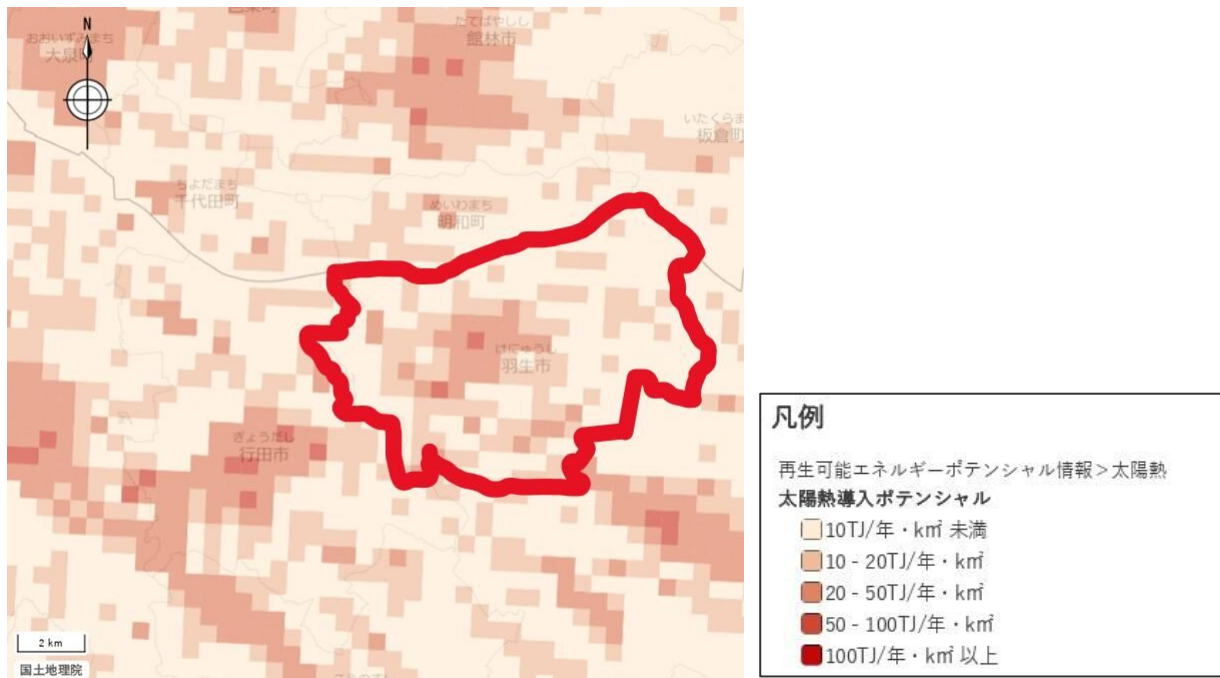 N
おおいずみまち
大泉町
たてばやしし
館林市
いたくらま
板倉町
ちよだまち
千代田町
めいわまち
明和町
はにゅうし
羽生市
ぎょうだし
行田市
2 km
国土地理院
凡例
再生可能エネルギーポテンシャル情報＞太陽熱
太陽熱導入ポテンシャル
10TJ/年・㎢ 未満
10 - 20TJ/年・㎢
20 - 50TJ/年・㎢
50 - 100TJ/年・㎢
100TJ/年・㎢ 以上